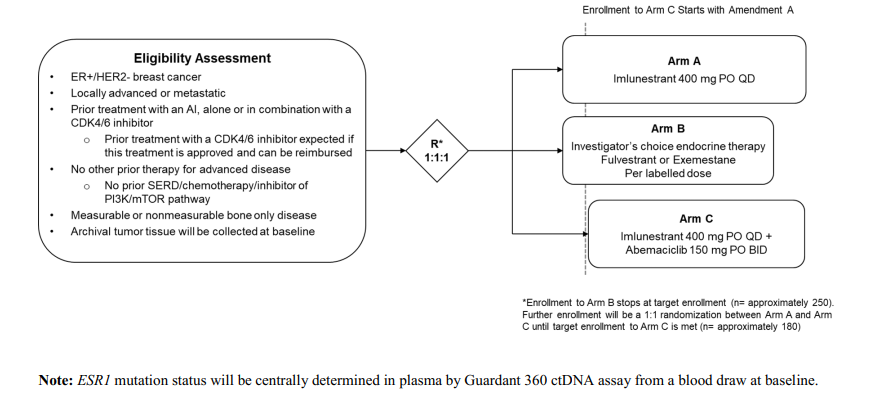 Enrollment to Arm C Starts with Amendment A
Eligibility Assessment
• ER+/HER2- breast cancer
• Locally advanced or metastatic
• Prior treatment with an AI, alone or in combination with a
CDK4/6 inhibitor
o Prior treatment with a CDK4/6 inhibitor expected if
this treatment is approved and can be reimbursed
• No other prior therapy for advanced disease
o No prior SERD/chemotherapy/inhibitor of
PI3K/mTOR pathway
• Measurable or nonmeasurable bone only disease
• Archival tumor tissue will be collected at baseline
R*
1:1:1
Arm A
Imlunestrant 400 mg PO QD
Arm B
Investigator's choice endocrine therapy
Fulvestrant or Exemestane
Per labelled dose
Arm C
Imlunestrant 400 mg PO QD +
Abemaciclib 150 mg PO BID
*Enrollment to Arm B stops at target enrollment (n= approximately 250).
Further enrollment will be a 1:1 randomization between Arm A and Arm
C until target enrollment to Arm C is met (n= approximately 180)
Note: ESR1 mutation status will be centrally determined in plasma by Guardant 360 ctDNA assay from a blood draw at baseline.